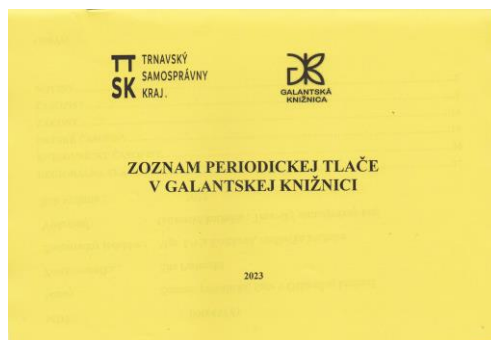 TT SK
TRNAVSKÝ
SAMOSPRÁVNY
KRAJ.
GALANTSKÁ
KNIŽNICA
ZOZNAM PERIODICKEJ TLAČE
V GALANTSKEJ KNIŽNICI
2023